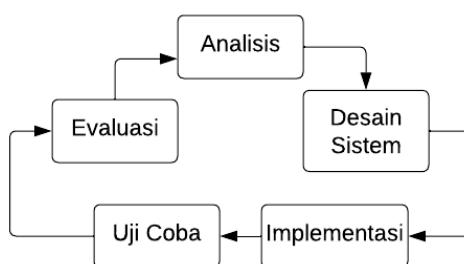 Analisis
Desain
Sistem
Evaluasi
Uji Coba
Implementasi